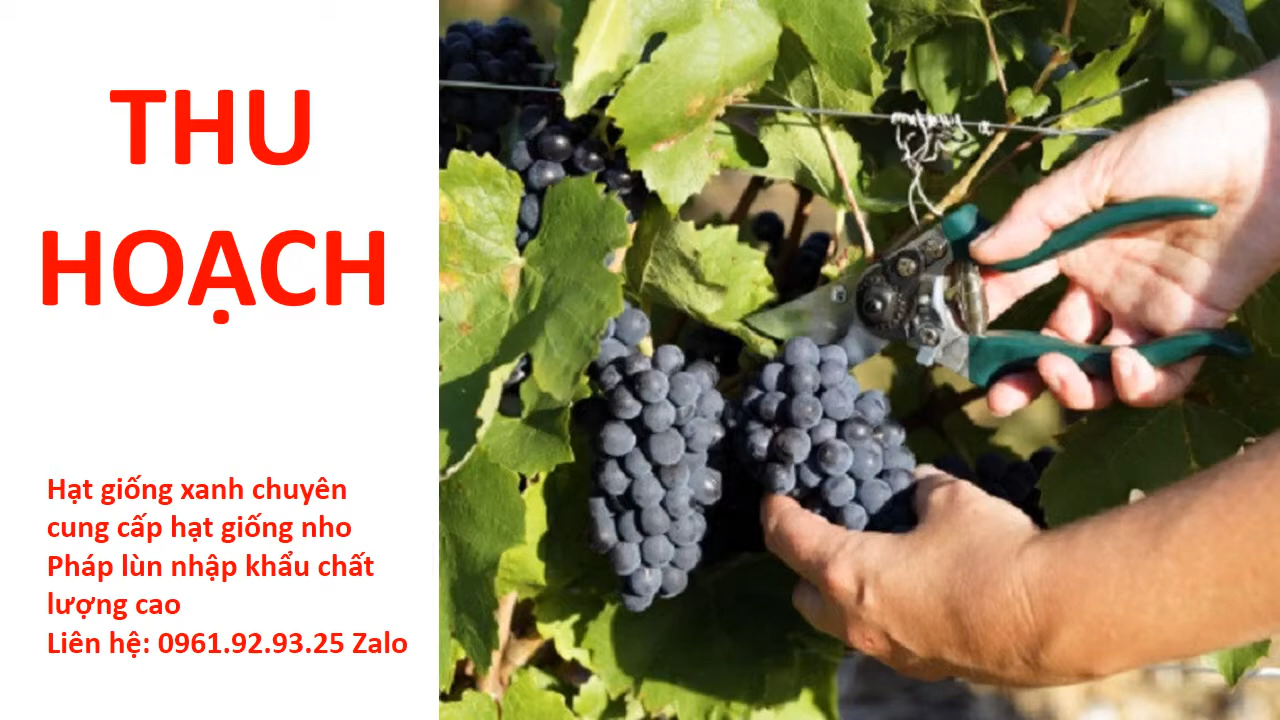 THU
HOẠCH
Hạt giống xanh chuyên
cung cấp hạt giống nho
Pháp lùn nhập khẩu chất
lượng cao
Liên hệ: 0961.92.93.25 Zalo